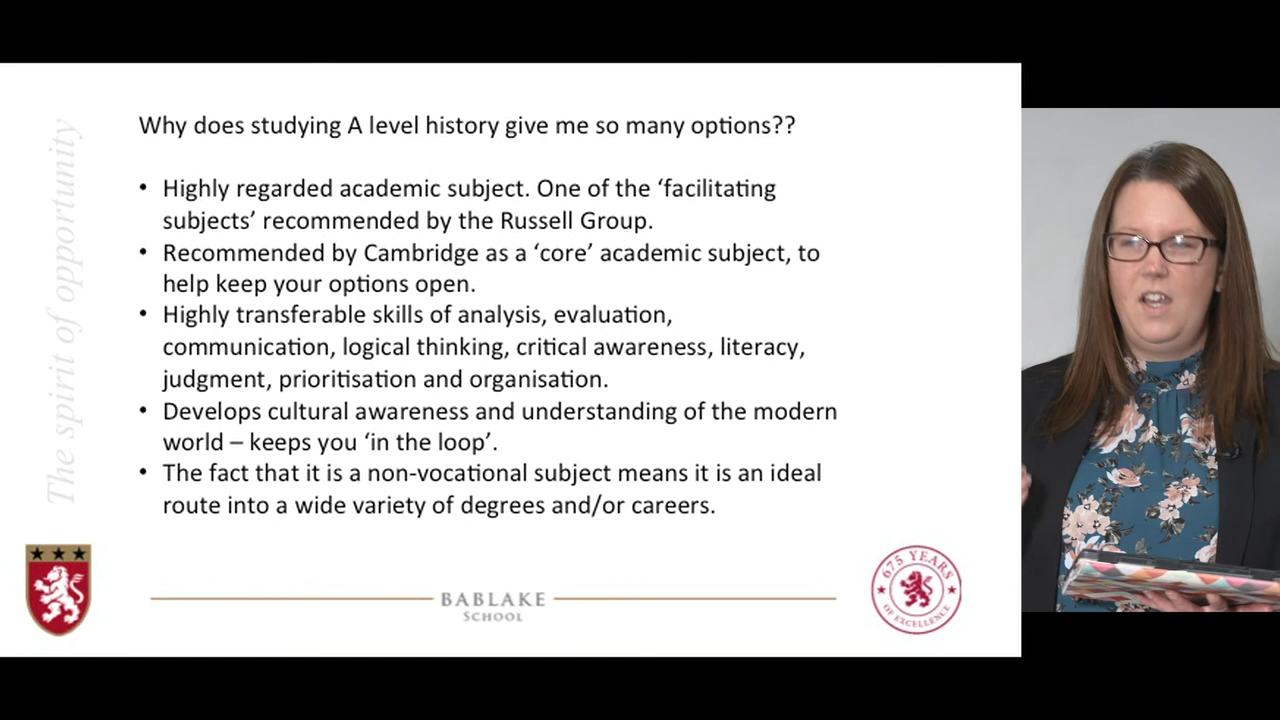 Why does studying A level history give me so many options??
• Highly regarded academic subject. One of the ‘facilitating
subjects’ recommended by the Russell Group.
• Recommended by Cambridge as a ‘core’ academic subject, to
help keep your options open.
• Highly transferable skills of analysis, evaluation,
communication, logical thinking, critical awareness, literacy,
judgment, prioritisation and organisation.
• Develops cultural awareness and understanding of the modern
world – keeps you ‘in the loop’.
• The fact that it is a non-vocational subject means it is an ideal
route into a wide variety of degrees and/or careers.
The spirit of opportunity
BABLAKE
SCHOOL
675 YEARS
OF EXCELLENCE